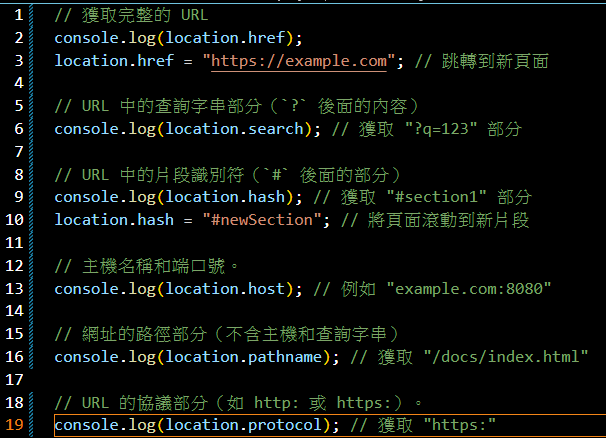 1 // 獲取完整的 URL
2 console.log(location.href);
3 location.href = "https://example.com"; // 跳轉到新頁面
4
5 // URL 中的查詢字串部分（`?` 後面的內容）
6 console.log(location.search); // 獲取 "?q=123" 部分
7
8 // URL 中的片段識別符（`#` 後面的部分）
9 console.log(location.hash); // 獲取 "#section1" 部分
10 location.hash = "#newSection"; // 將頁面滾動到新片段
11
12 // 主機名稱和端口號。
13 console.log(location.host); // 例如 "example.com:8080"
14
15 // 網址的路徑部分（不含主機和查詢字串）
16 console.log(location.pathname); // 獲取 "/docs/index.html"
17
18 // URL 的協議部分（如 http: 或 https:）。
19 console.log(location.protocol); // 獲取 "https:"